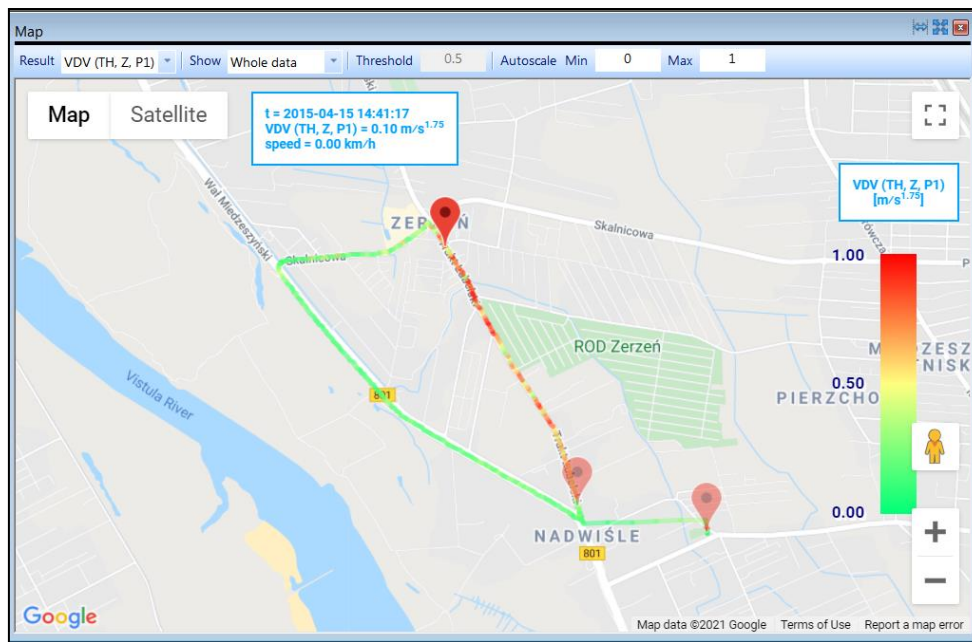 Map
Result VDV (TH, Z, P1) Show Whole data Threshold 0.5 Autoscale Min 0 Max 1
Map Satellite
t = 2015-04-15 14:41:17
VDV (TH, Z, P1) = 0.10 m/s^1.75
speed = 0.00 km/h
VDV (TH, Z, P1)
[m/s^1.75]
Wał Miedzeszyński
Skalnicowa
Skalnicowa
1.00
ROD Zerzeń
0.50
PIERZCHO
801
Vistula River
0.00
NADWIŚLE
801
Google
Map data ©2021 Google Terms of Use Report a map error